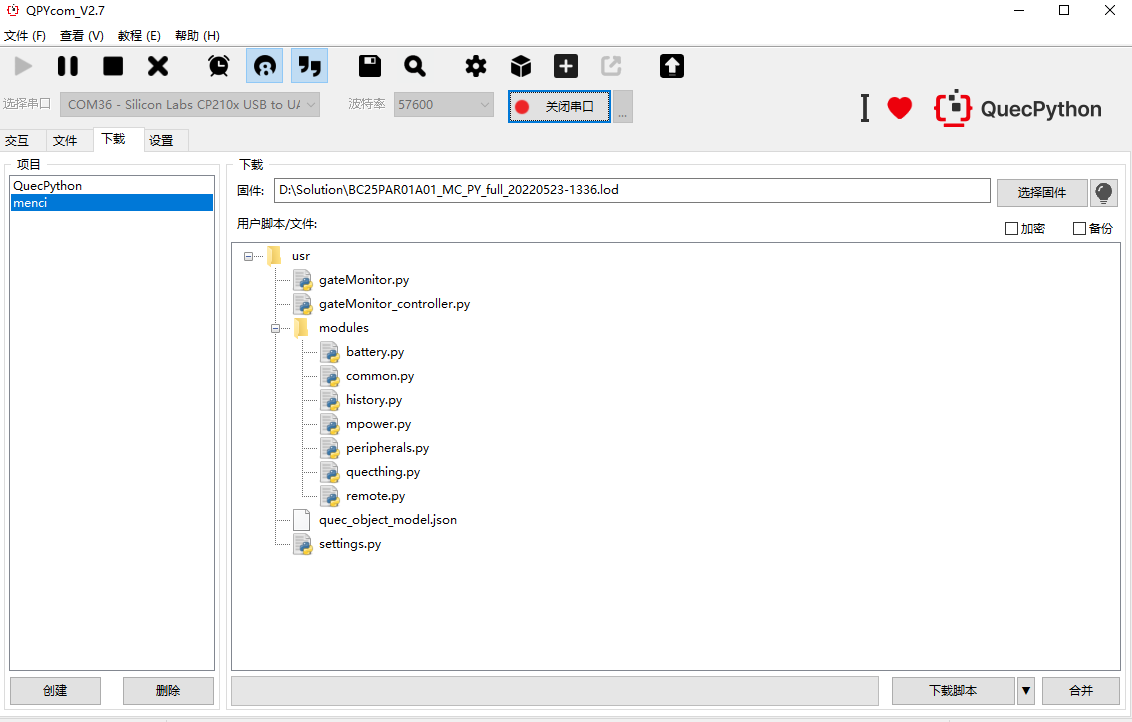 QPYcom_V2.7
文件 (F) 查看 (V) 教程 (E) 帮助 (H)
选择串口 COM36 - Silicon Labs CP210x USB to UA 波特率 57600 关闭串口 ... QuecPython
交互 文件 下载 设置
项目
QuecPython
menci
创建 删除
下载
固件: D:\Solution\BC25PAR01A01_MC_PY_full_20220523-1336.lod 选择固件
用户脚本/文件: 加密 备份
usr
gateMonitor.py
gateMonitor_controller.py
modules
battery.py
common.py
history.py
mpower.py
peripherals.py
quecthing.py
remote.py
quec_object_model.json
settings.py
下载脚本 合并